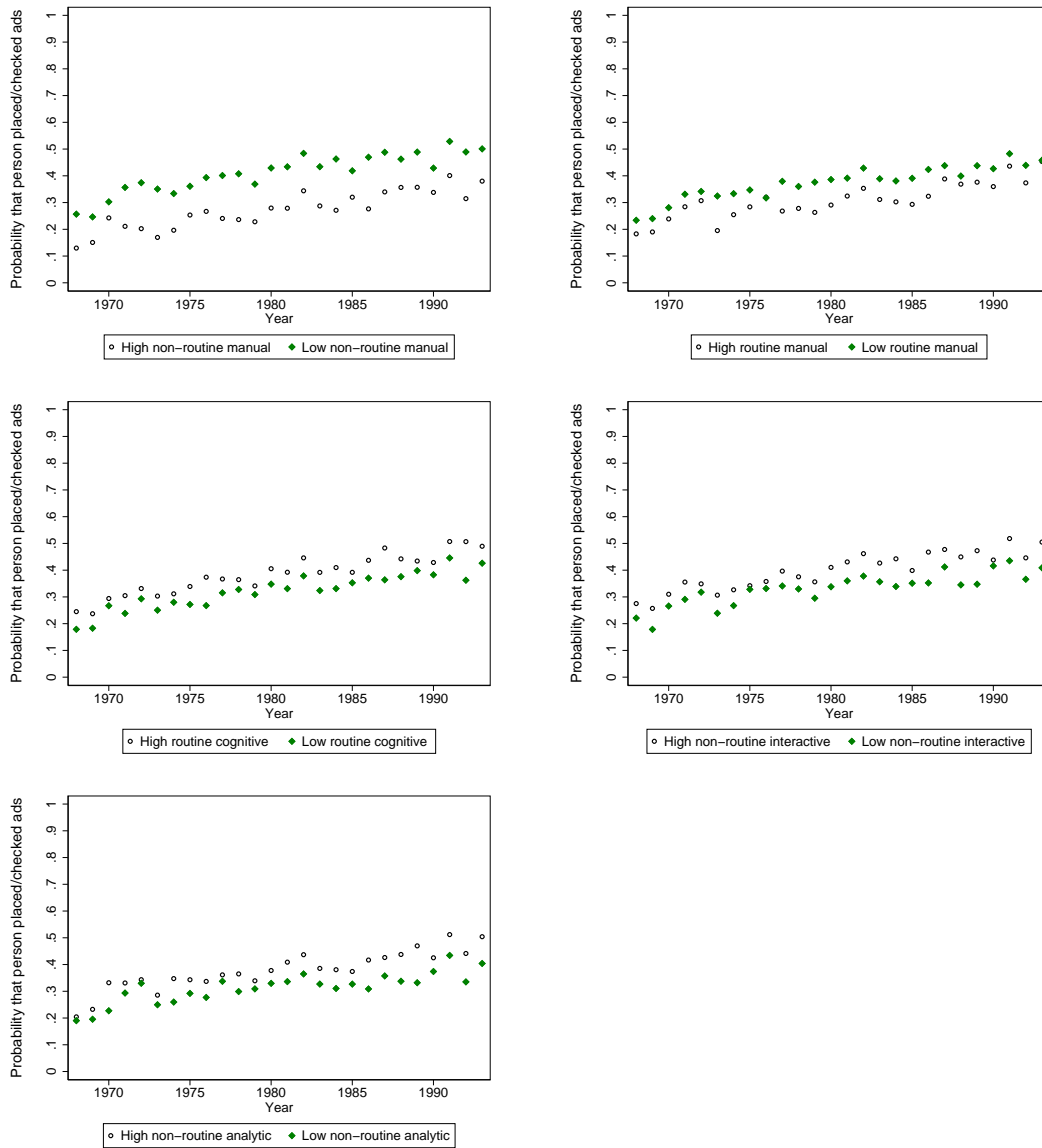 Probability that person placed/checked ads
0 .1 .2 .3 .4 .5 .6 .7 .8 .9 1
1970 1975 1980 1985 1990
Year
High non−routine manual Low non−routine manual
Probability that person placed/checked ads
0 .1 .2 .3 .4 .5 .6 .7 .8 .9 1
1970 1975 1980 1985 1990
Year
High routine manual Low routine manual
Probability that person placed/checked ads
0 .1 .2 .3 .4 .5 .6 .7 .8 .9 1
1970 1975 1980 1985 1990
Year
High routine cognitive Low routine cognitive
Probability that person placed/checked ads
0 .1 .2 .3 .4 .5 .6 .7 .8 .9 1
1970 1975 1980 1985 1990
Year
High non−routine interactive Low non−routine interactive
Probability that person placed/checked ads
0 .1 .2 .3 .4 .5 .6 .7 .8 .9 1
1970 1975 1980 1985 1990
Year
High non−routine analytic Low non−routine analytic